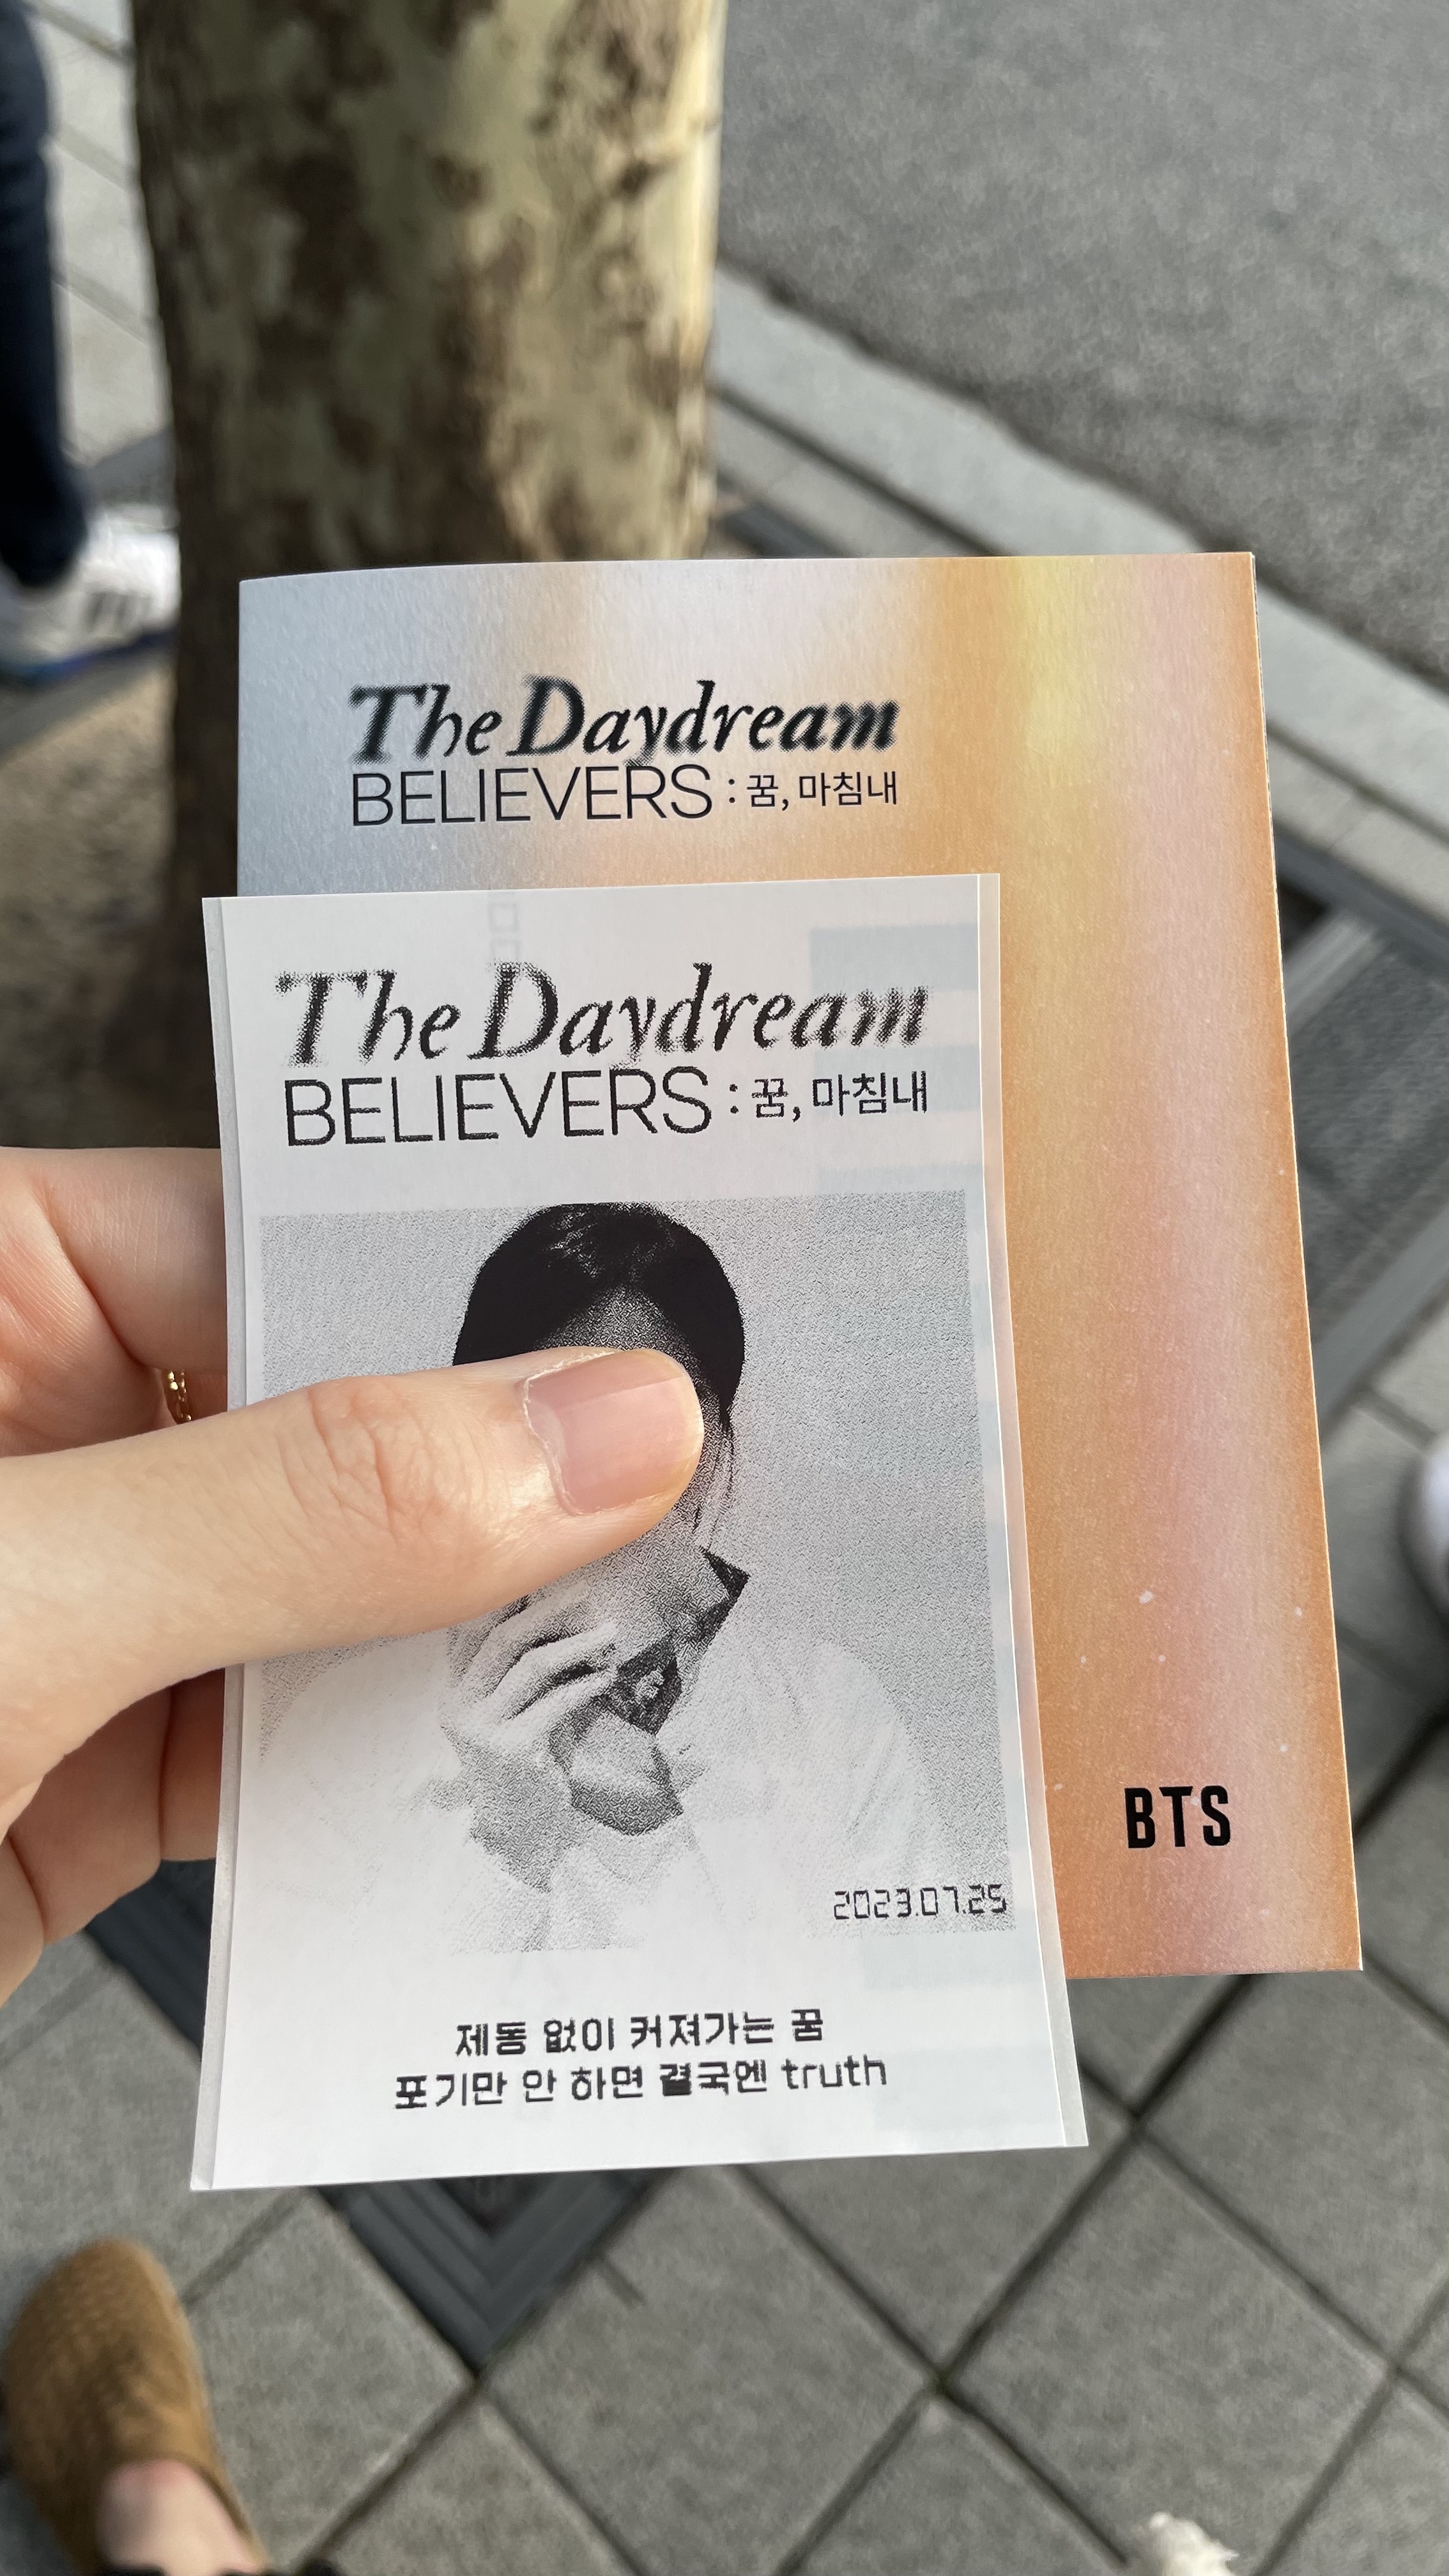 The Daydream
BELIEVERS : 꿈, 마침내
The Daydream
BELIEVERS : 꿈, 마침내
2023.07.25
제동 없이 커져가는 꿈
포기만 안 하면 결국엔 truth
BTS